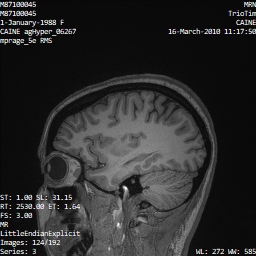 M87100045
MRN
M87100045
TrioTim
1-January-1988 F
CAINE
CAINE agHyper_06267
16-March-2010 11:17:50
mprage_5e RMS
ST: 1.00 SL: 31.15
RT: 2530.00 ET: 1.64
FS: 3.00
MR
LittleEndianExplicit
Images: 124/192
Series: 3
WL: 272 WW: 585